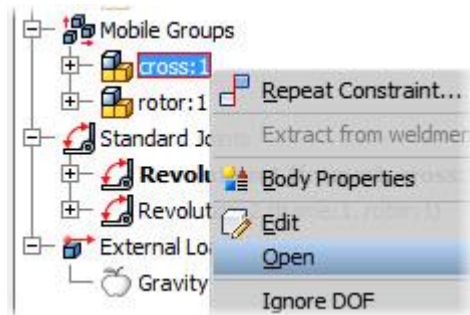 Mobile Groups
cross:1
rotor:1
Repeat Constraint...
Standard Jo
Extract from weldmer
Revolu
Body Properties
Revolut
Edit
External Lo
Open
Gravity
Ignore DOF